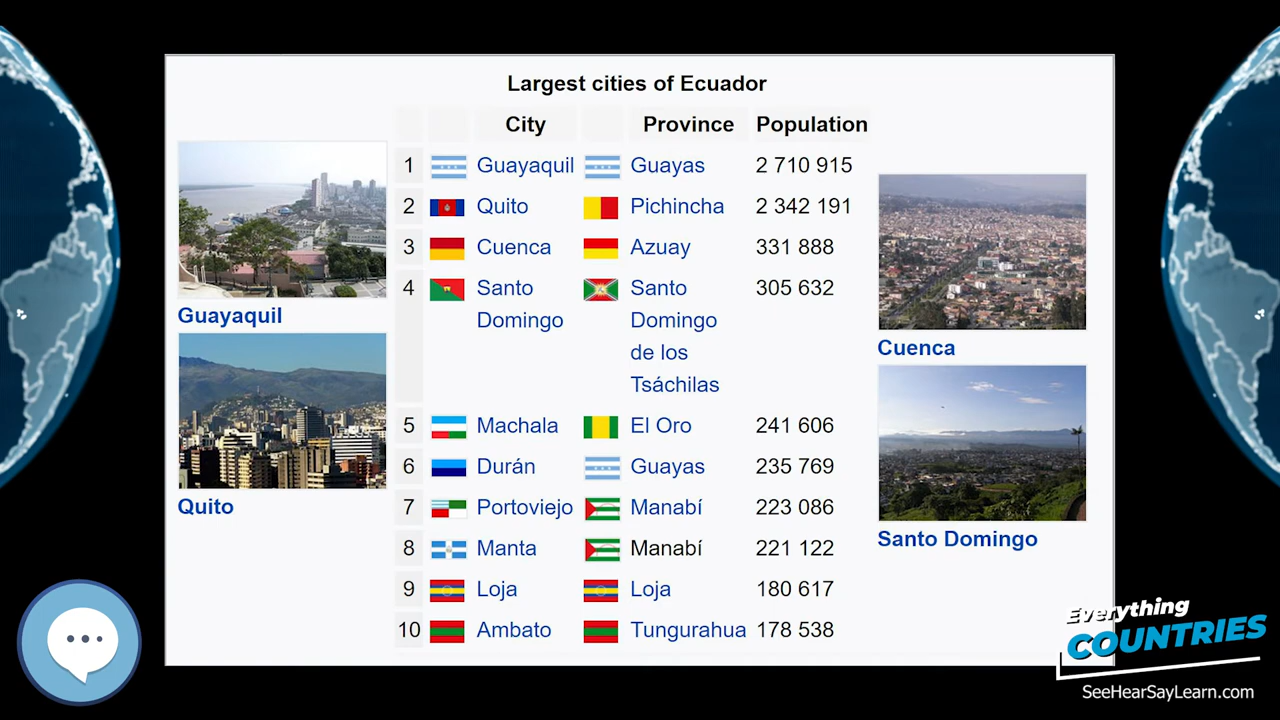 Largest cities of Ecuador
City Province Population
1 Guayaquil Guayas 2 710 915
2 Quito Pichincha 2 342 191
3 Cuenca Azuay 331 888
4 Santo Domingo Santo Domingo de los Tsáchilas 305 632
5 Machala El Oro 241 606
6 Durán Guayas 235 769
7 Portoviejo Manabí 223 086
8 Manta Manabí 221 122
9 Loja Loja 180 617
10 Ambato Tungurahua 178 538
Guayaquil
Quito
Cuenca
Santo Domingo
Everything
COUNTRIES
SeeHearSayLearn.com